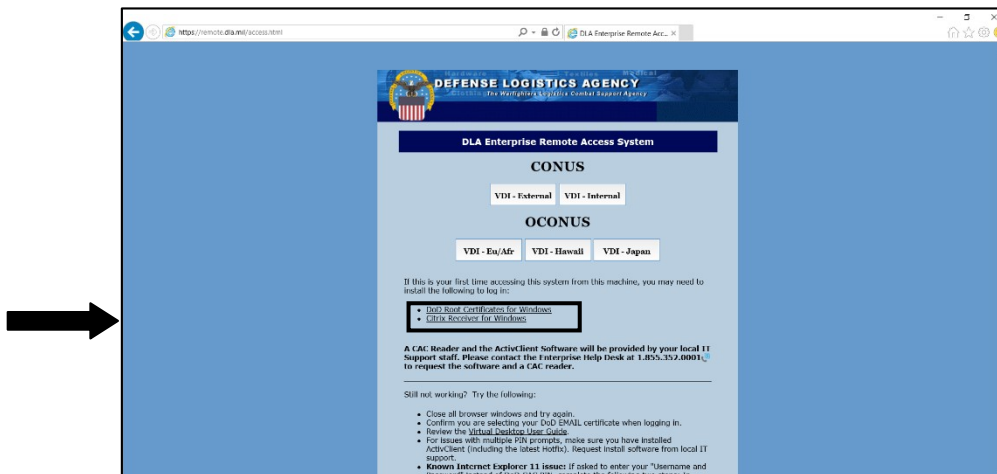 https://remote.dla.mil/access.html
DLA Enterprise Remote Acc...
DEFENSE LOGISTICS AGENCY
The Warfighters Logistics Combat Support Agency
DLA Enterprise Remote Access System
CONUS
VDI - External VDI - Internal
OCONUS
VDI - Eu/Afr VDI - Hawaii VDI - Japan
If this is your first time accessing this system from this machine, you may need to
install the following to log in:
DoD Root Certificates for Windows
Citrix Receiver for Windows
A CAC Reader and the ActivClient Software will be provided by your local IT
Support staff. Please contact the Enterprise Help Desk at 1.855.352.0001
to request the software and a CAC reader.
Still not working? Try the following:
Close all browser windows and try again.
Confirm you are selecting your DoD EMAIL certificate when logging in.
Review the Virtual Desktop User Guide.
For issues with multiple PIN prompts, make sure you have installed
ActivClient (including the latest Hotfix). Request install software from local IT
support.
Known Internet Explorer 11 issue: If asked to enter your "Username and